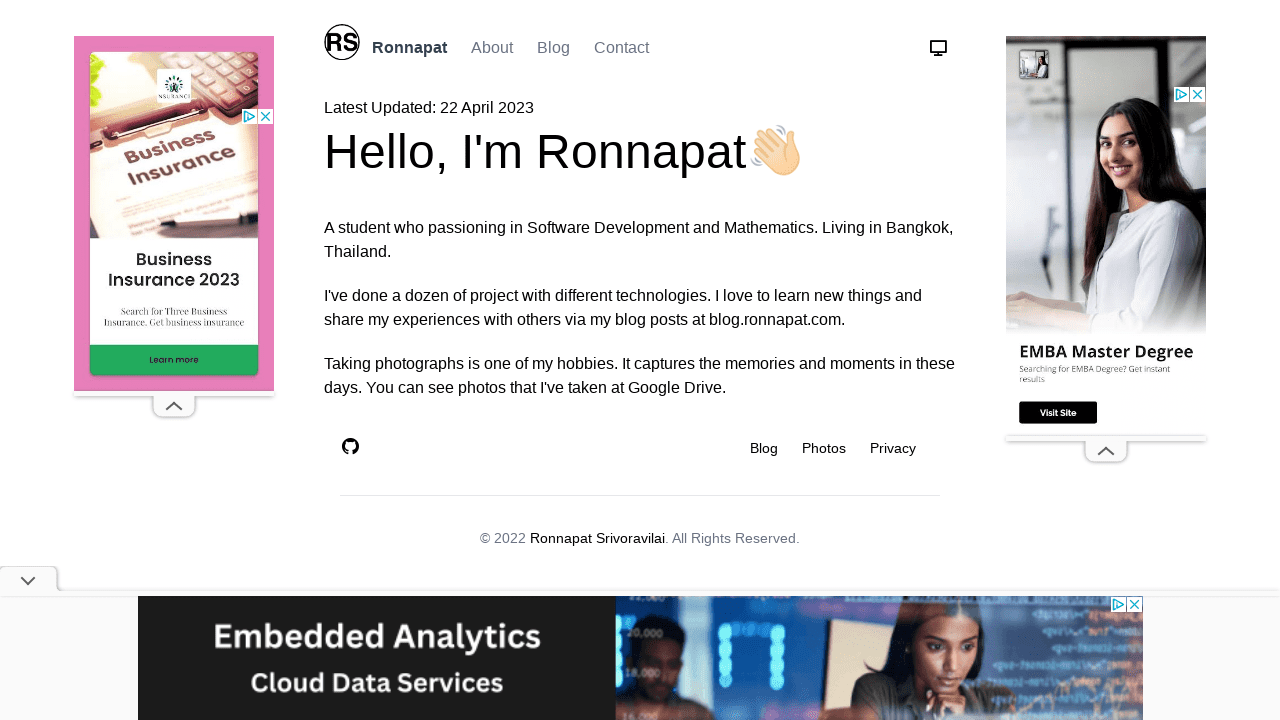 RS Ronnapat About Blog Contact
Latest Updated: 22 April 2023
Hello, I'm Ronnapat👋🏼
A student who passioning in Software Development and Mathematics. Living in Bangkok,
Thailand.
I've done a dozen of project with different technologies. I love to learn new things and
share my experiences with others via my blog posts at blog.ronnapat.com.
Taking photographs is one of my hobbies. It captures the memories and moments in these
days. You can see photos that I've taken at Google Drive.
Blog Photos Privacy
© 2022 Ronnapat Srivoravilai. All Rights Reserved.
Business
Insurance
Business
Insurance 2023
Search for Three Business
Insurance. Get business insurance
Learn more
EMBA Master Degree
Searching for EMBA Degree? Get instant
results
Visit Site
Embedded Analytics
Cloud Data Services